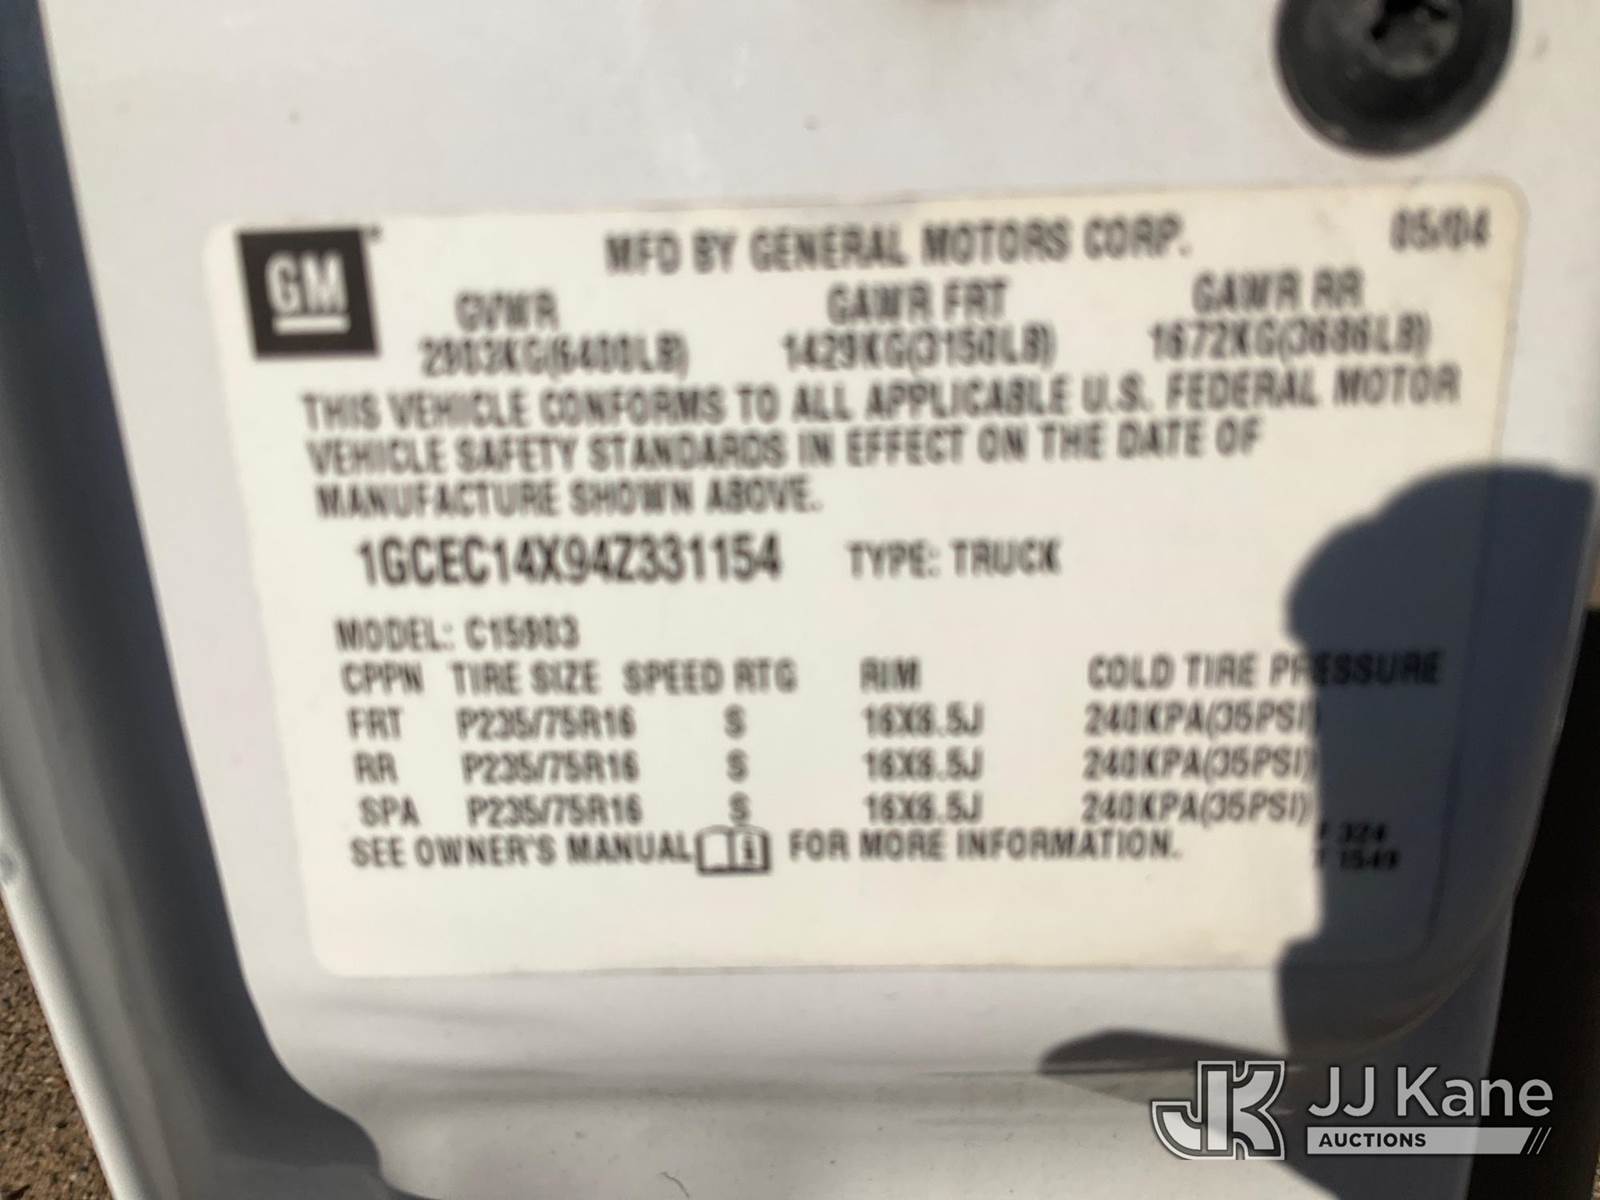 GM
MFD BY GENERAL MOTORS CORP. 05/04
GVWR GAWR FRT GAWR RR
2903KG(6400LB) 1429KG(3150LB) 1672KG(3686LB)
THIS VEHICLE CONFORMS TO ALL APPLICABLE U.S. FEDERAL MOTOR
VEHICLE SAFETY STANDARDS IN EFFECT ON THE DATE OF
MANUFACTURE SHOWN ABOVE.
1GCEC14X94Z331154 TYPE: TRUCK
MODEL: C15903
CPPN TIRE SIZE SPEED RTG RIM COLD TIRE PRESSURE
FRT P235/75R16 S 16X6.5J 240KPA(35PSI)
RR P235/75R16 S 16X6.5J 240KPA(35PSI)
SPA P235/75R16 S 16X6.5J 240KPA(35PSI)
SEE OWNER'S MANUAL FOR MORE INFORMATION.
324
1549
JK JJ Kane
AUCTIONS